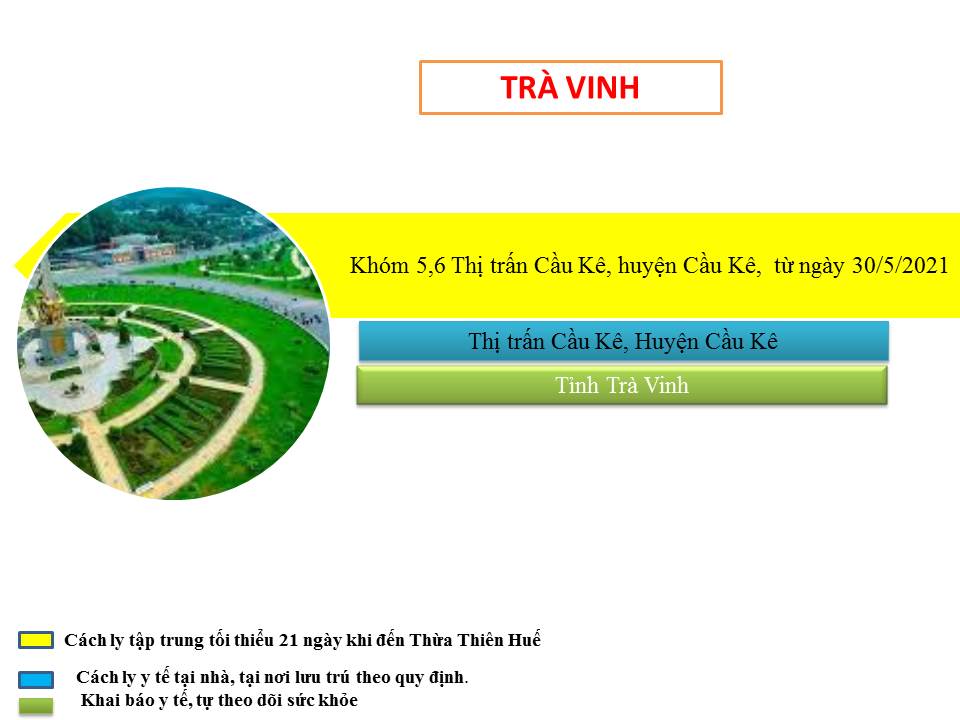 TRÀ VINH
Khóm 5,6 Thị trấn Cầu Kê, huyện Cầu Kê, từ ngày 30/5/2021
Thị trấn Cầu Kê, Huyện Cầu Kê
Tỉnh Trà Vinh
Cách ly tập trung tối thiểu 21 ngày khi đến Thừa Thiên Huế
Cách ly y tế tại nhà, tại nơi lưu trú theo quy định.
Khai báo y tế, tự theo dõi sức khỏe